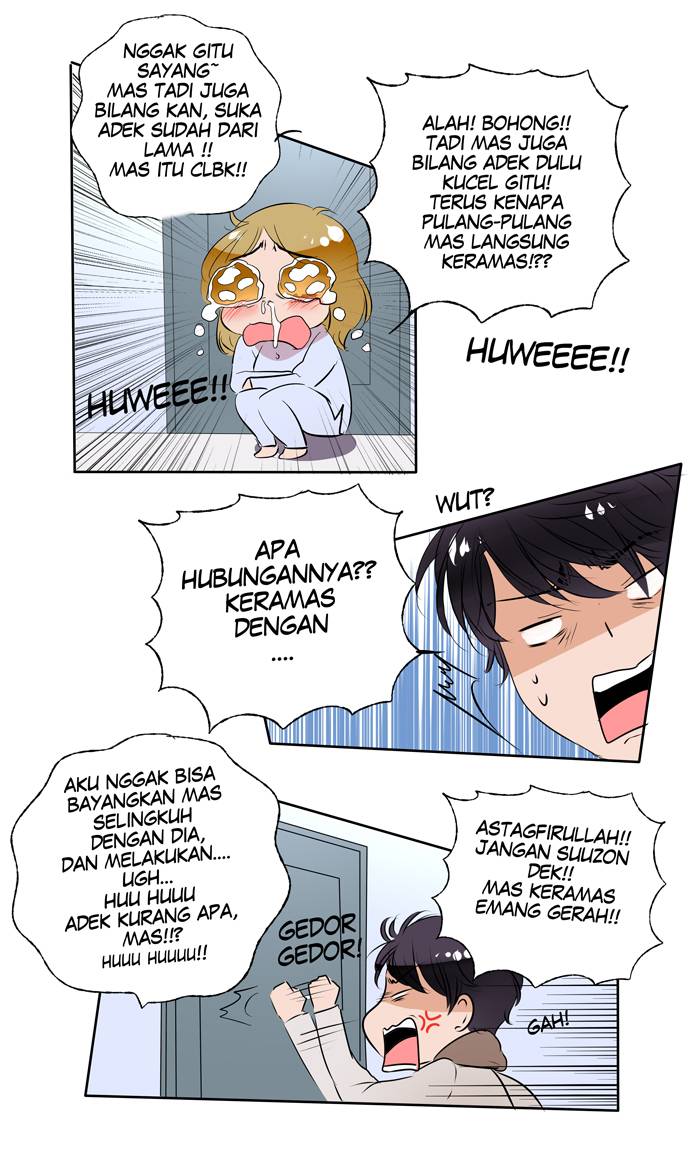 NGGAK GITU
SAYANG~
MAS TADI JUGA
BILANG KAN, SUKA
ADEK SUDAH DARI
LAMA !!
MAS ITU CLBK!!
ALAH! BOHONG!!
TADI MAS JUGA
BILANG ADEK DULU
KUCEL GITU!
TERUS KENAPA
PULANG-PULANG
MAS LANGSUNG
KERAMAS!??
HUWEEE!!
HUWEEEE!!
WUT?
APA
HUBUNGANNYA??
KERAMAS
DENGAN
....
AKU NGGAK BISA
BAYANGKAN MAS
SELINGKUH
DENGAN DIA,
DAN MELAKUKAN....
UGH...
HUU HUUU
ADEK KURANG APA,
MAS!!?
HUUU HUUUU!!
GEDOR
GEDOR!
ASTAGFIRULLAH!!
JANGAN SUUZON
DEK!!
MAS KERAMAS
EMANG GERAH!!
GAH!